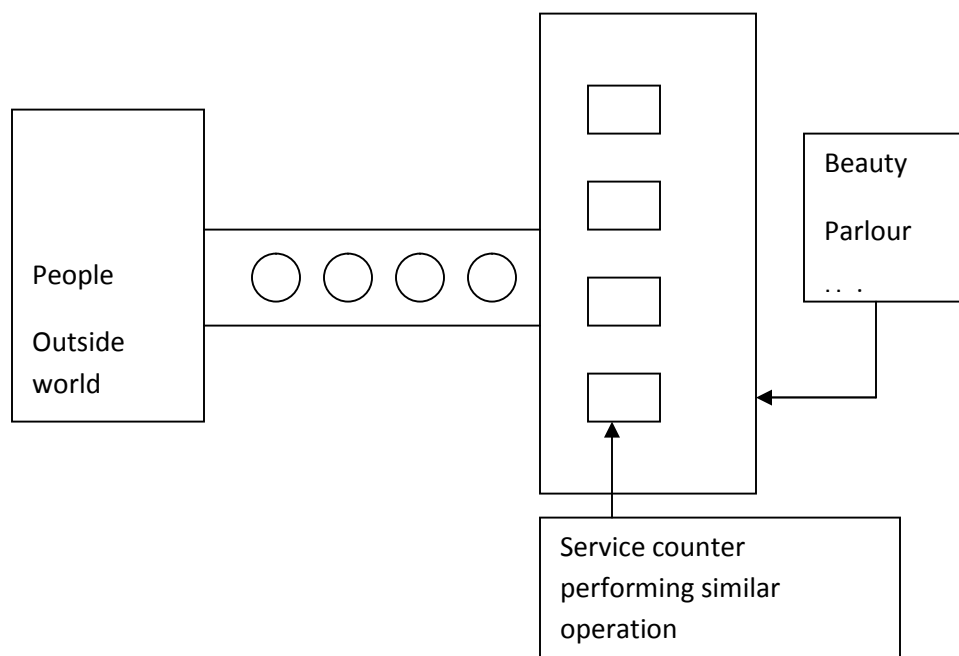 People
Outside
world
Beauty
Parlour
Service counter
performing similar
operation